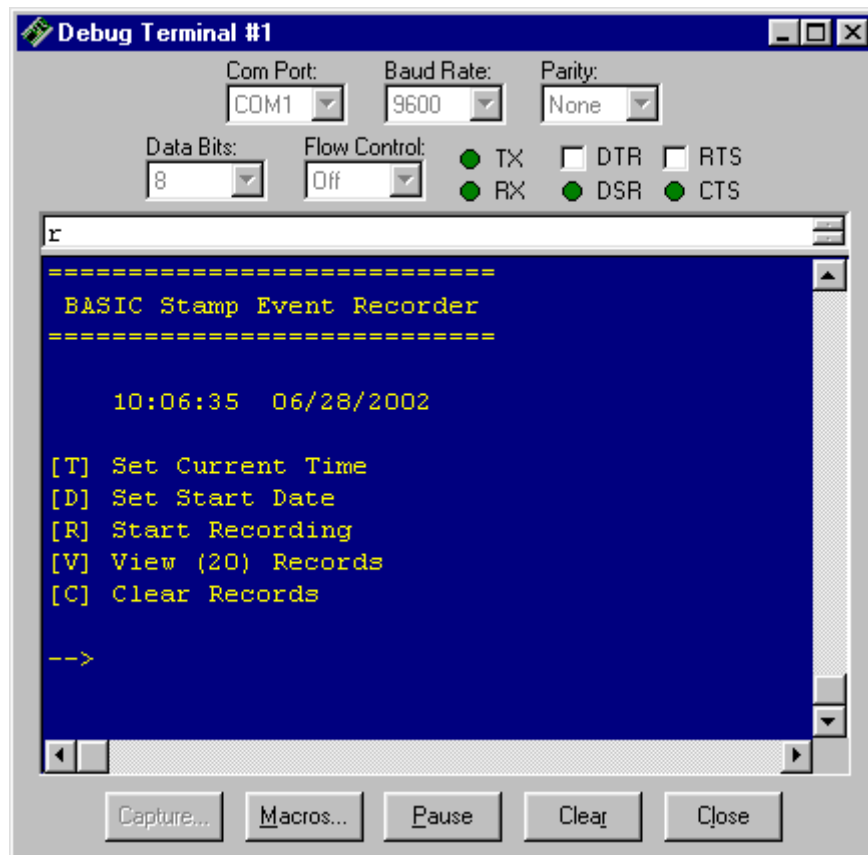 Debug Terminal #1
Com Port: Baud Rate: Parity:
COM1 9600 None
Data Bits: Flow Control: TX DTR RTS
8 Off RX DSR CTS
r
============================
BASIC Stamp Event Recorder
============================
10:06:35 06/28/2002
[T] Set Current Time
[D] Set Start Date
[R] Start Recording
[V] View (20) Records
[C] Clear Records
-->
Capture... Macros... Pause Clear Close